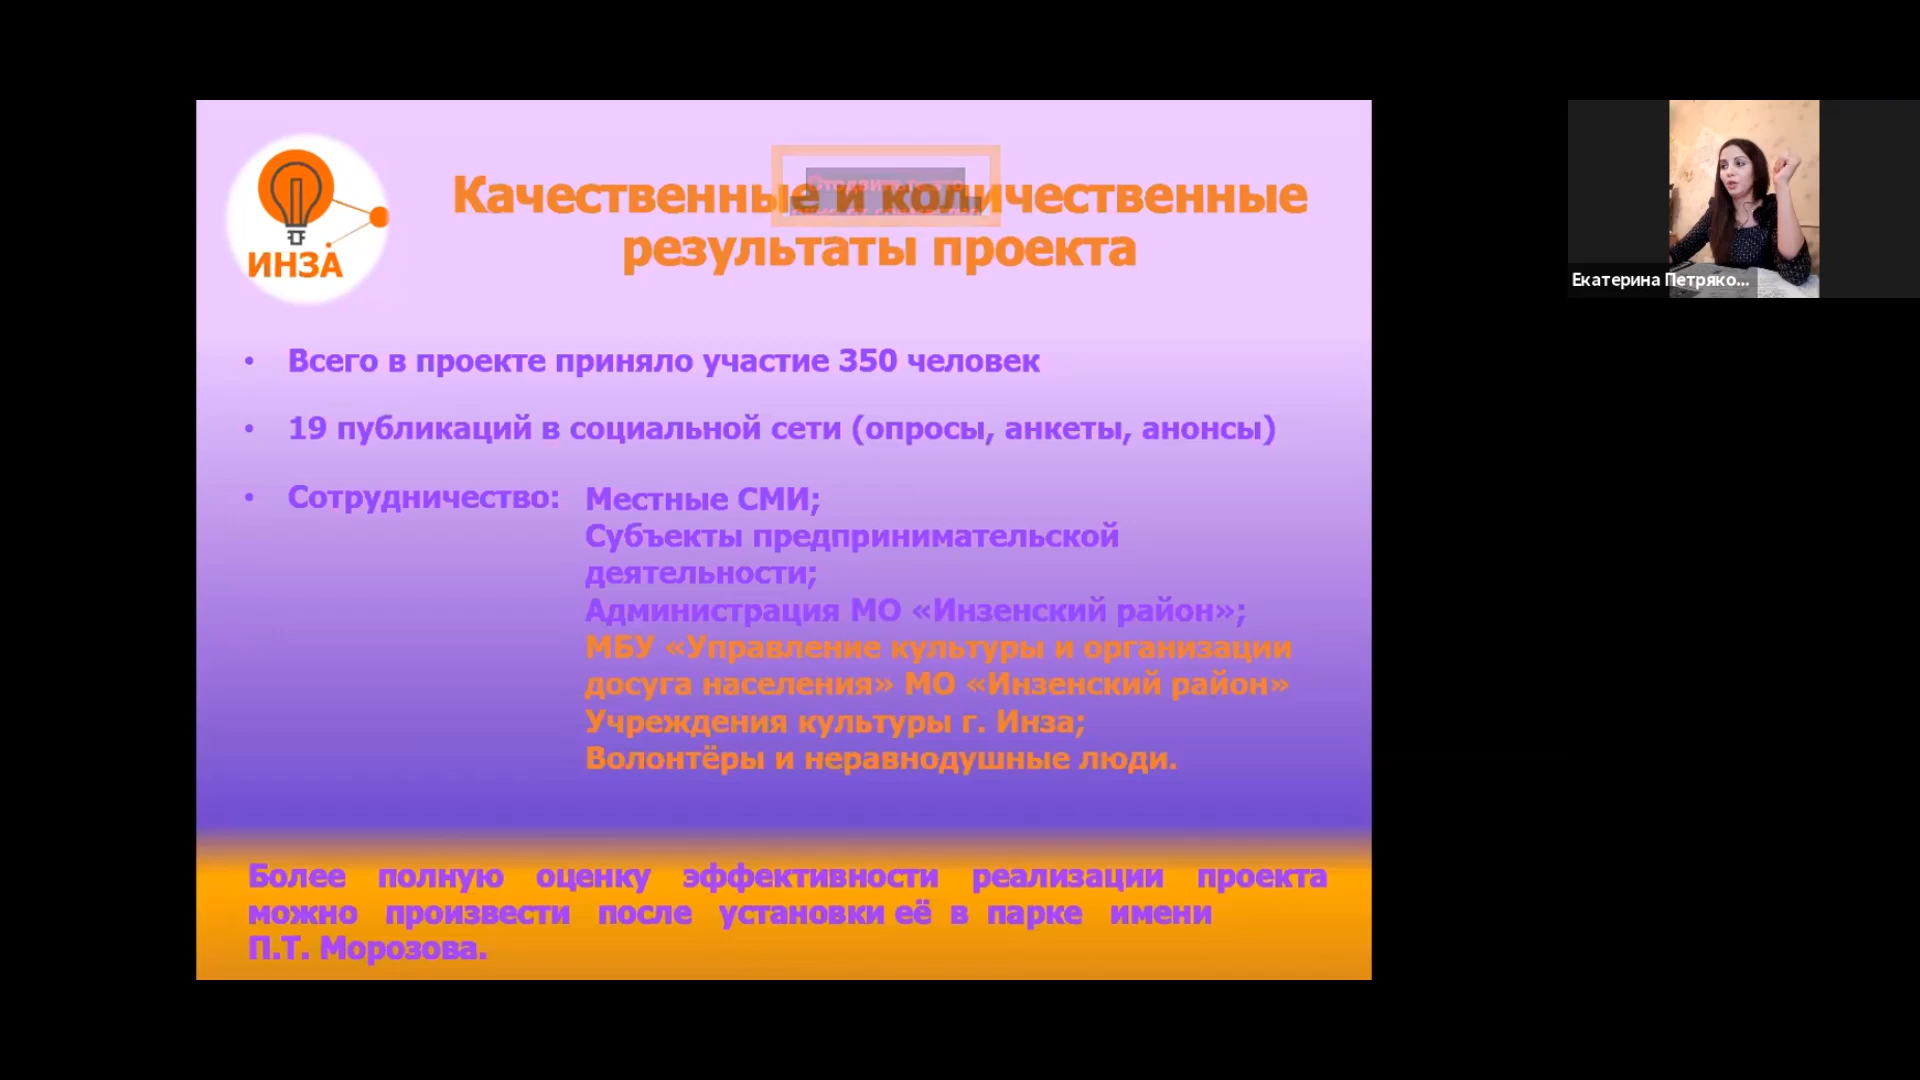 ИНЗА
Качественные и количественные
результаты проекта
• Всего в проекте приняло участие 350 человек
• 19 публикаций в социальной сети (опросы, анкеты, анонсы)
• Сотрудничество: Местные СМИ;
Субъекты предпринимательской
деятельности;
Администрация МО «Инзенский район»;
МБУ «Управление культуры и организации
досуга населения» МО «Инзенский район»
Учреждения культуры г. Инза;
Волонтёры и неравнодушные люди.
Более полную оценку эффективности реализации проекта
можно произвести после установки её в парке имени
П.Т. Морозова.
Екатерина Петряко...